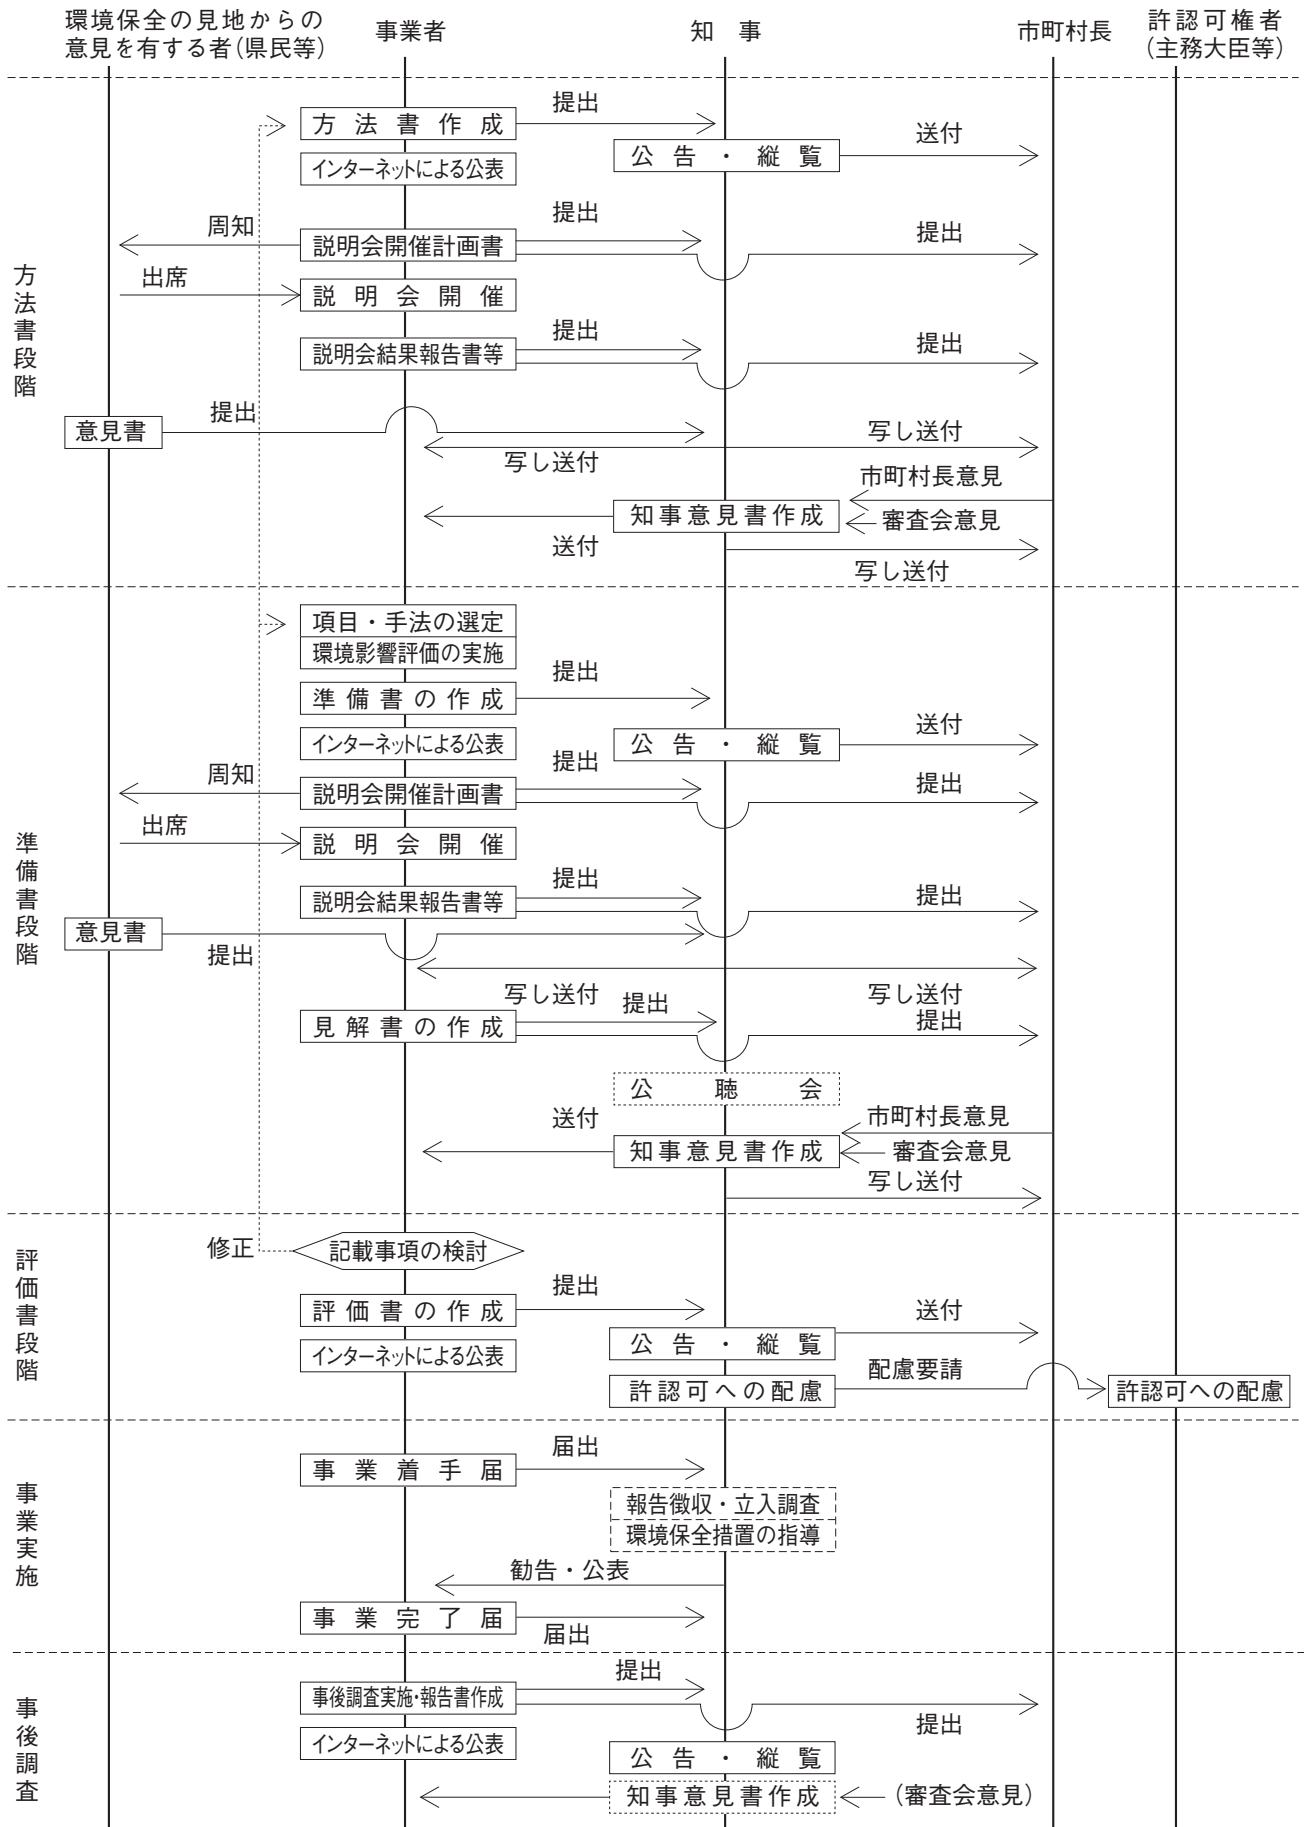 環境保全の見地からの
意見を有する者(県民等)
事業者
知事
市町村長
許認可権者
(主務大臣等)
方法書段階
方法書作成
提出
公告・縦覧
送付
インターネットによる公表
周知
説明会開催計画書
提出
提出
出席
説明会開催
説明会結果報告書等
提出
提出
意見書
提出
写し送付
写し送付
市町村長意見
知事意見書作成
審査会意見
送付
写し送付
準備書段階
項目・手法の選定
環境影響評価の実施
準備書の作成
提出
インターネットによる公表
公告・縦覧
送付
周知
説明会開催計画書
提出
提出
出席
説明会開催
説明会結果報告書等
提出
提出
意見書
提出
写し送付
写し送付
見解書の作成
提出
提出
公聴会
市町村長意見
送付
知事意見書作成
審査会意見
写し送付
評価書段階
修正
記載事項の検討
評価書の作成
提出
公告・縦覧
送付
インターネットによる公表
許認可への配慮
配慮要請
許認可への配慮
事業実施
事業着手届
届出
報告徴収・立入調査
環境保全措置の指導
勧告・公表
事業完了届
届出
事後調査
事後調査実施・報告書作成
提出
提出
インターネットによる公表
公告・縦覧
知事意見書作成
(審査会意見)